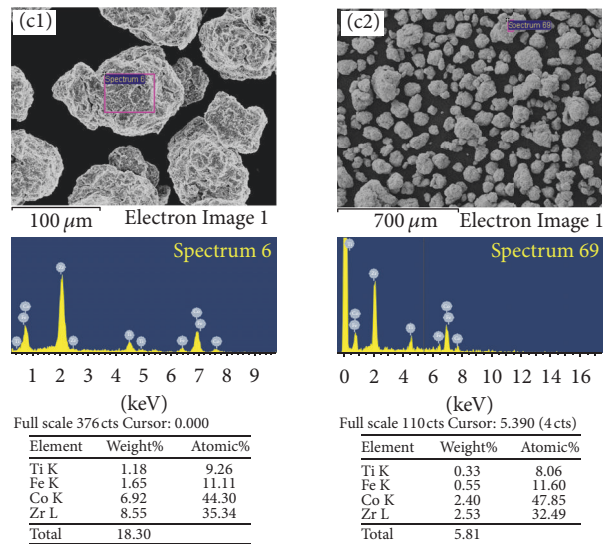 (c1)
Spectrum 6
100 μm
Electron Image 1
Spectrum 6
1 2 3 4 5 6 7 8 9
(keV)
Full scale 376 cts Cursor: 0.000
Element Weight% Atomic%
Ti K 1.18 9.26
Fe K 1.65 11.11
Co K 6.92 44.30
Zr L 8.55 35.34
Total 18.30
(c2)
Spectrum 69
700 μm
Electron Image 1
Spectrum 69
0 2 4 6 8 10 12 14 16
(keV)
Full scale 110 cts Cursor: 5.390 (4 cts)
Element Weight% Atomic%
Ti K 0.33 8.06
Fe K 0.55 11.60
Co K 2.40 47.85
Zr L 2.53 32.49
Total 5.81